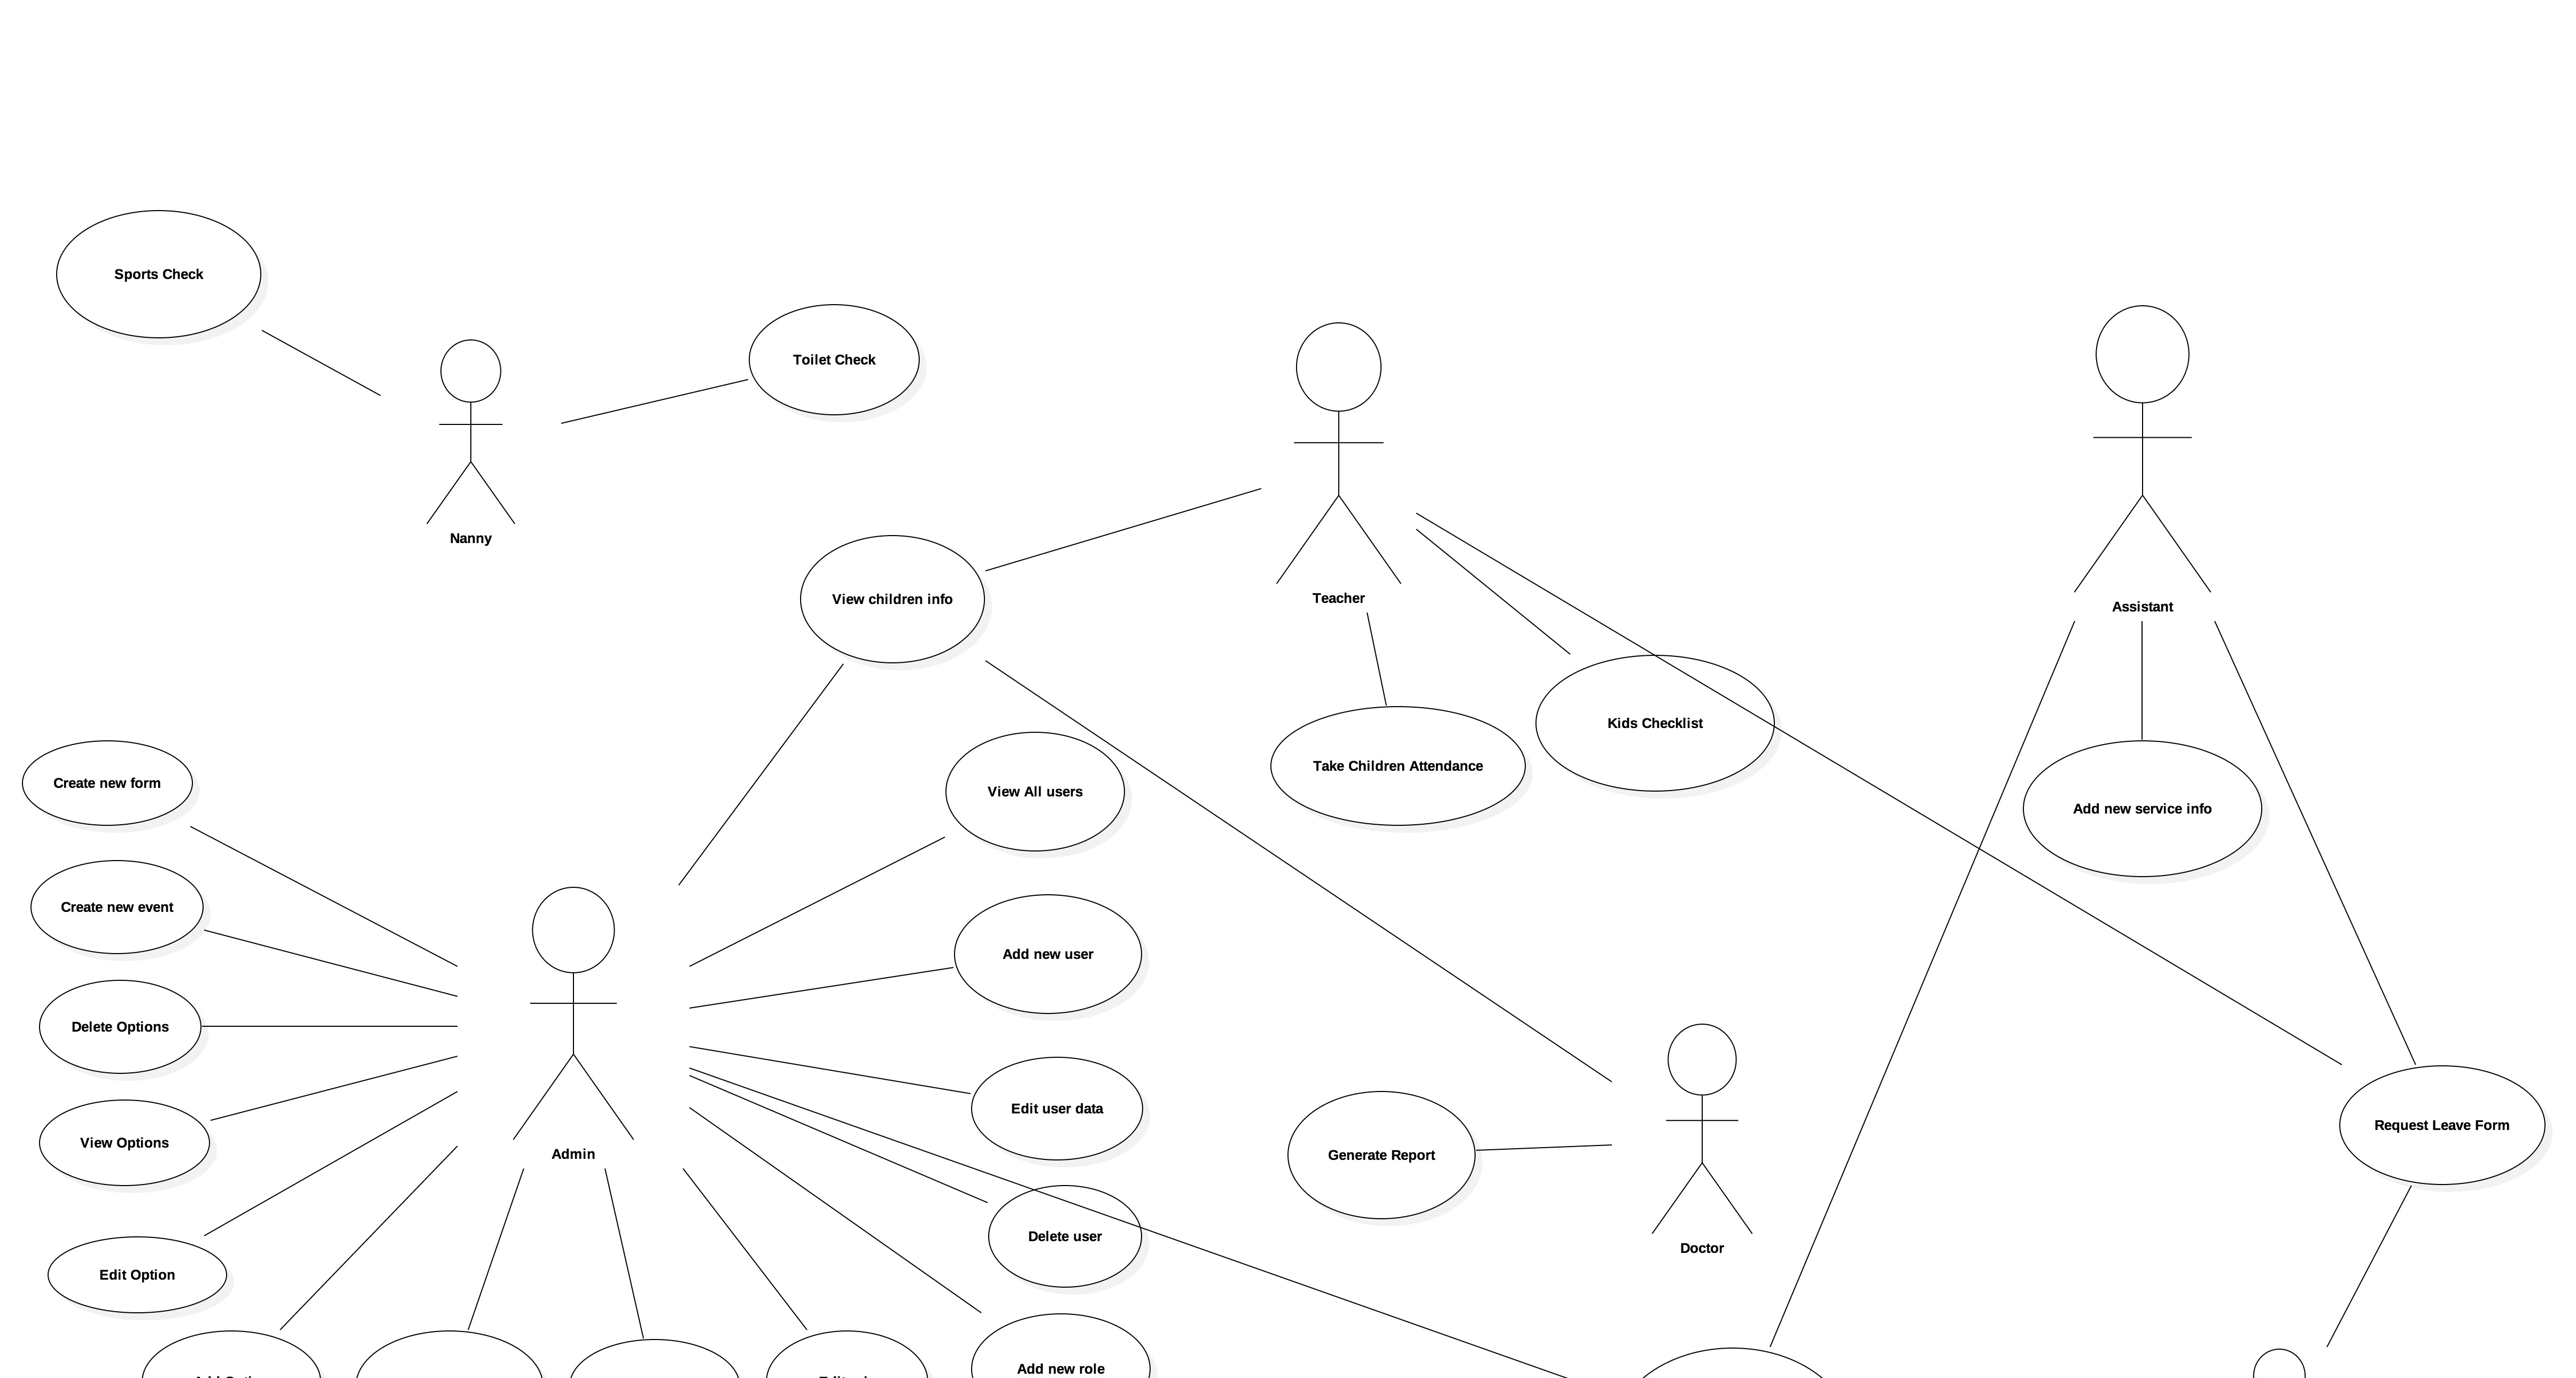 Sports Check
Toilet Check
Nanny
View children info
Teacher
Assistant
Kids Checklist
Take Children Attendance
Create new form
View All users
Add new service info
Create new event
Add new user
Delete Options
Edit user data
Request Leave Form
View Options
Admin
Generate Report
Delete user
Doctor
Edit Option
Add new role